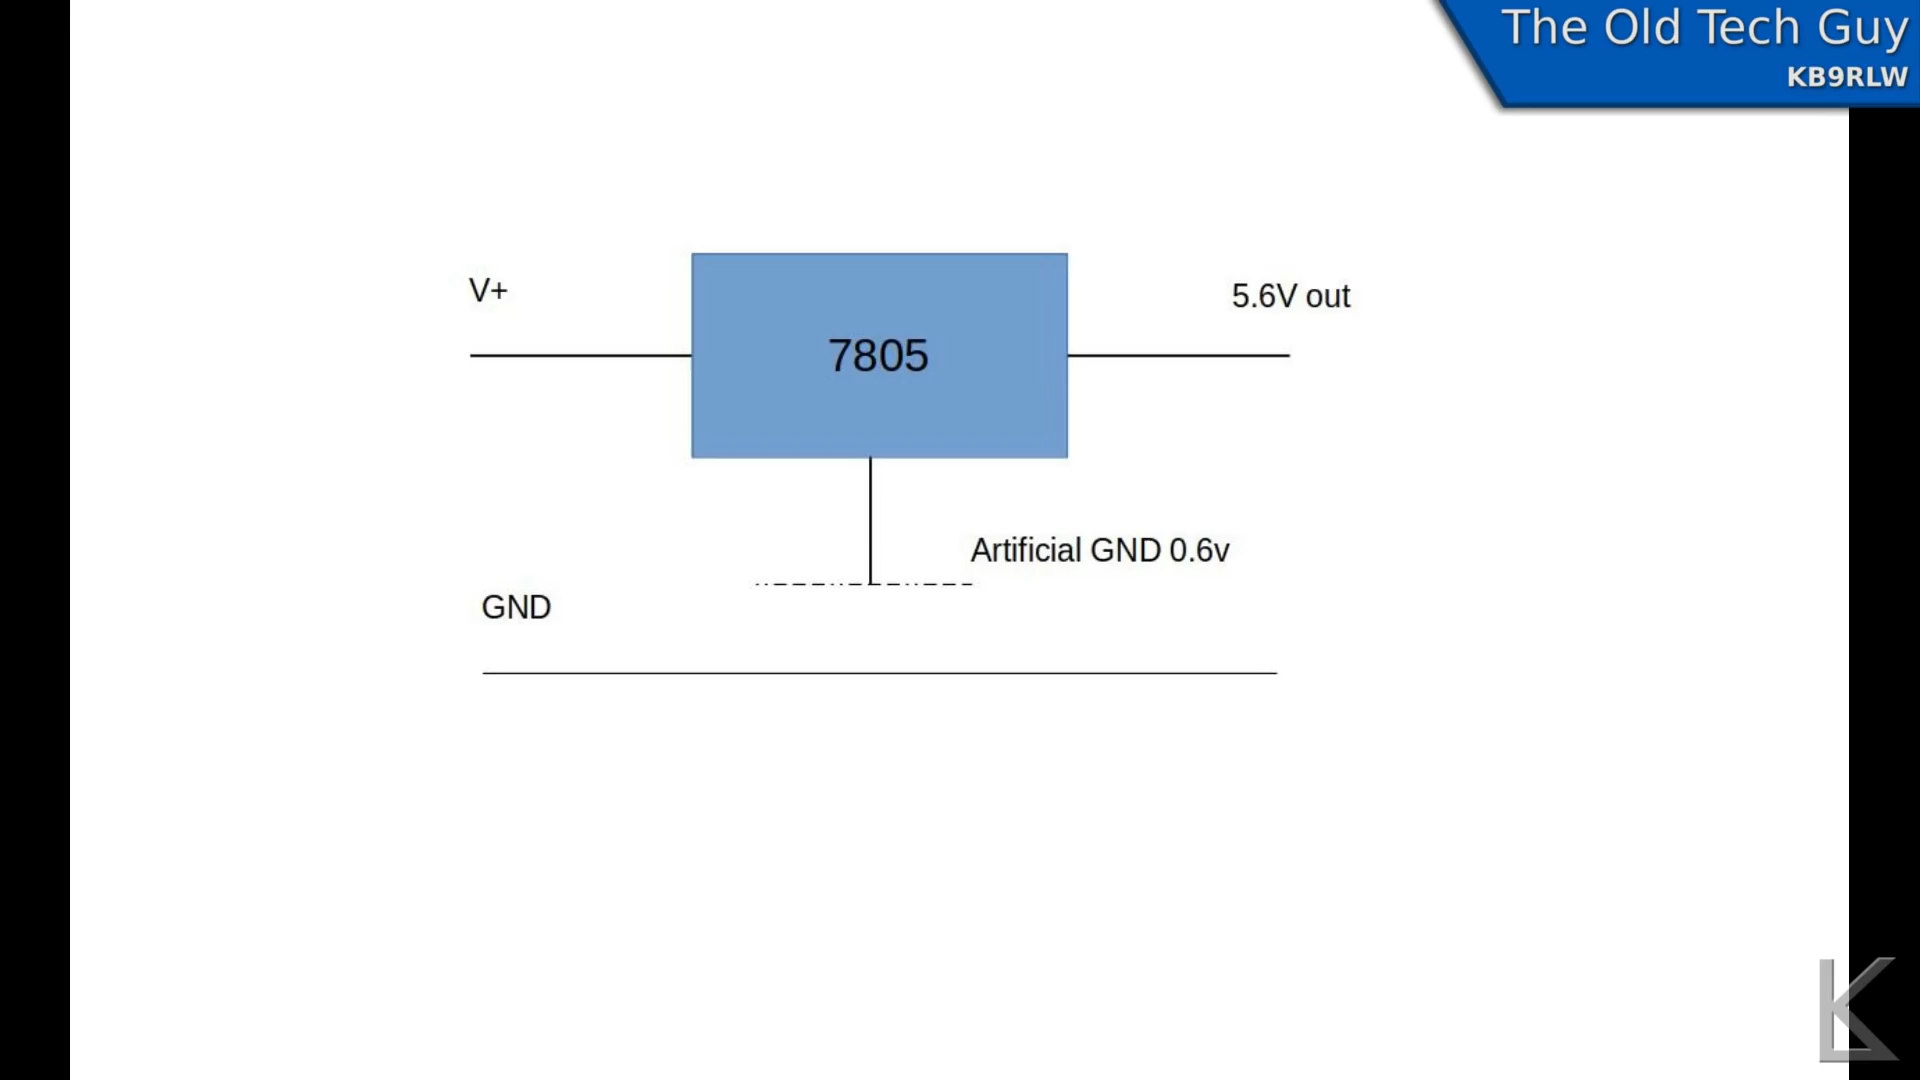 The Old Tech Guy
KB9RLW
V+
5.6V out
7805
Artificial GND 0.6v
GND
K